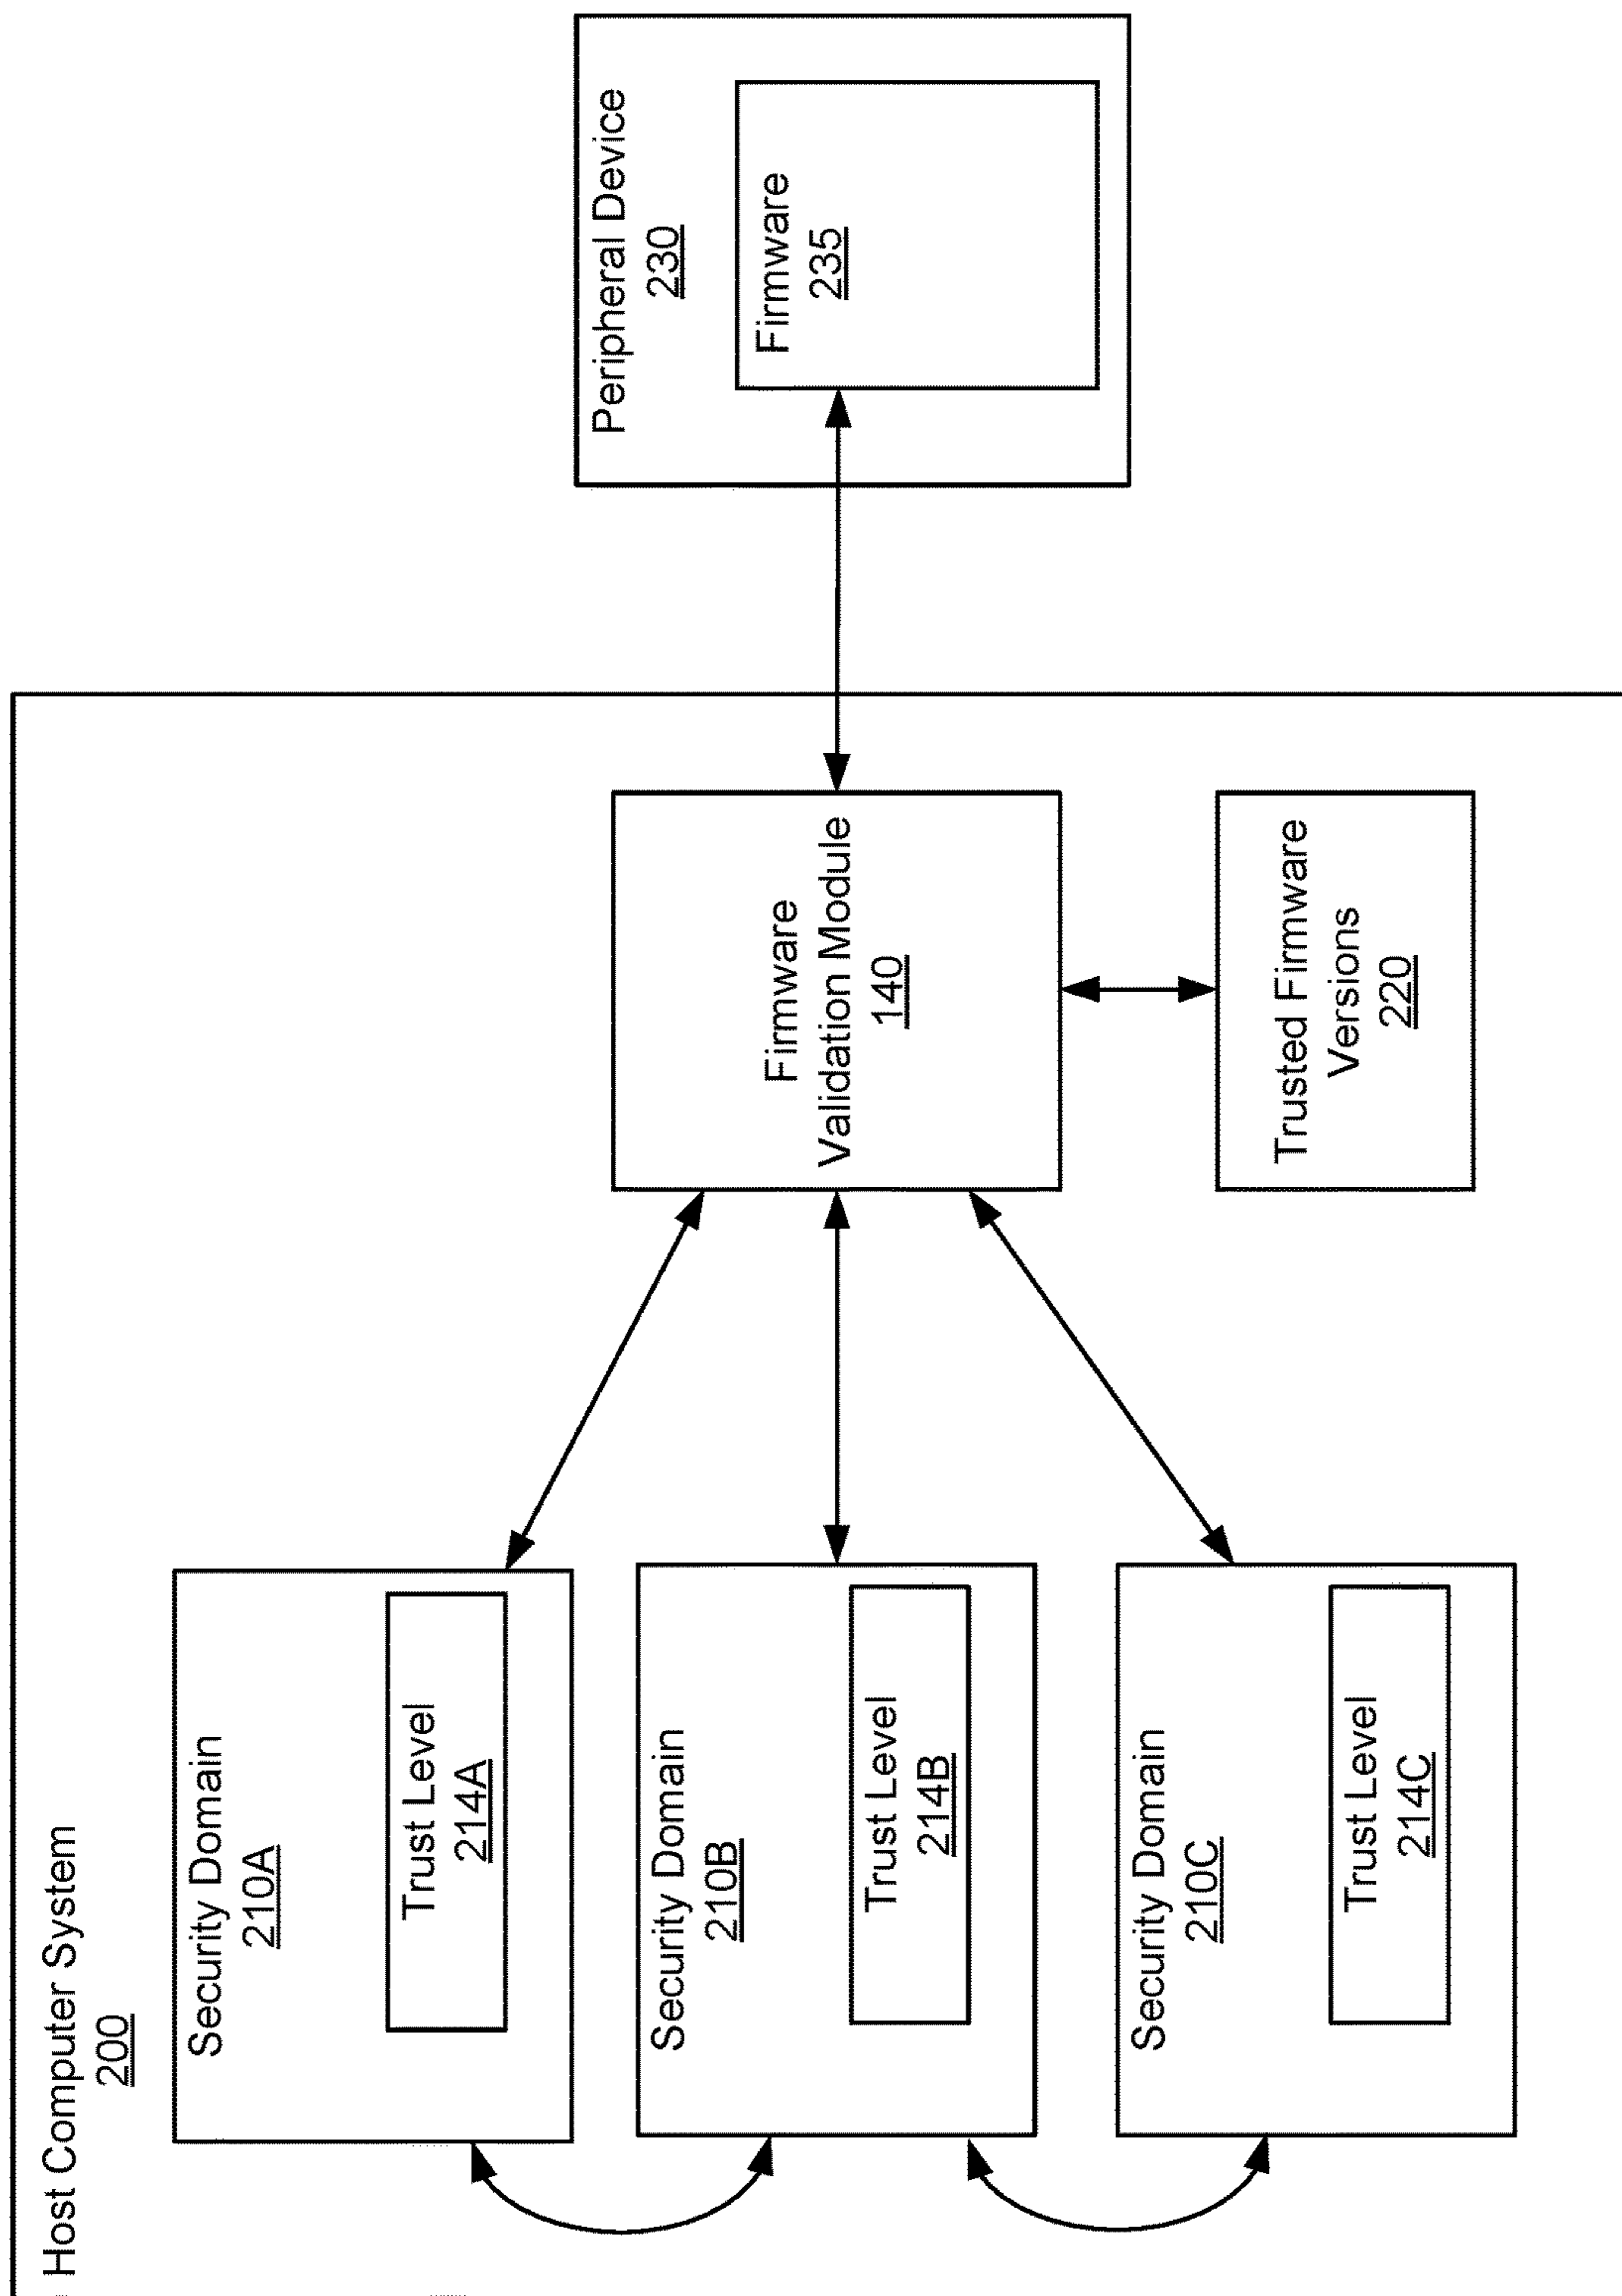 Host Computer System
200
Security Domain
210A
Trust Level
214A
Security Domain
210B
Trust Level
214B
Security Domain
210C
Trust Level
214C
Firmware
Validation Module
140
Trusted Firmware
Versions
220
Peripheral Device
230
Firmware
235